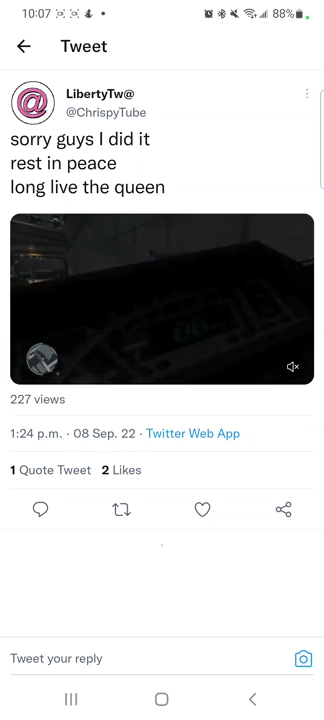 10:07
88%
Tweet
LibertyTw@
@ChrispyTube
sorry guys I did it
rest in peace
long live the queen
227 views
1:24 p.m. · 08 Sep. 22 · Twitter Web App
1 Quote Tweet 2 Likes
Tweet your reply